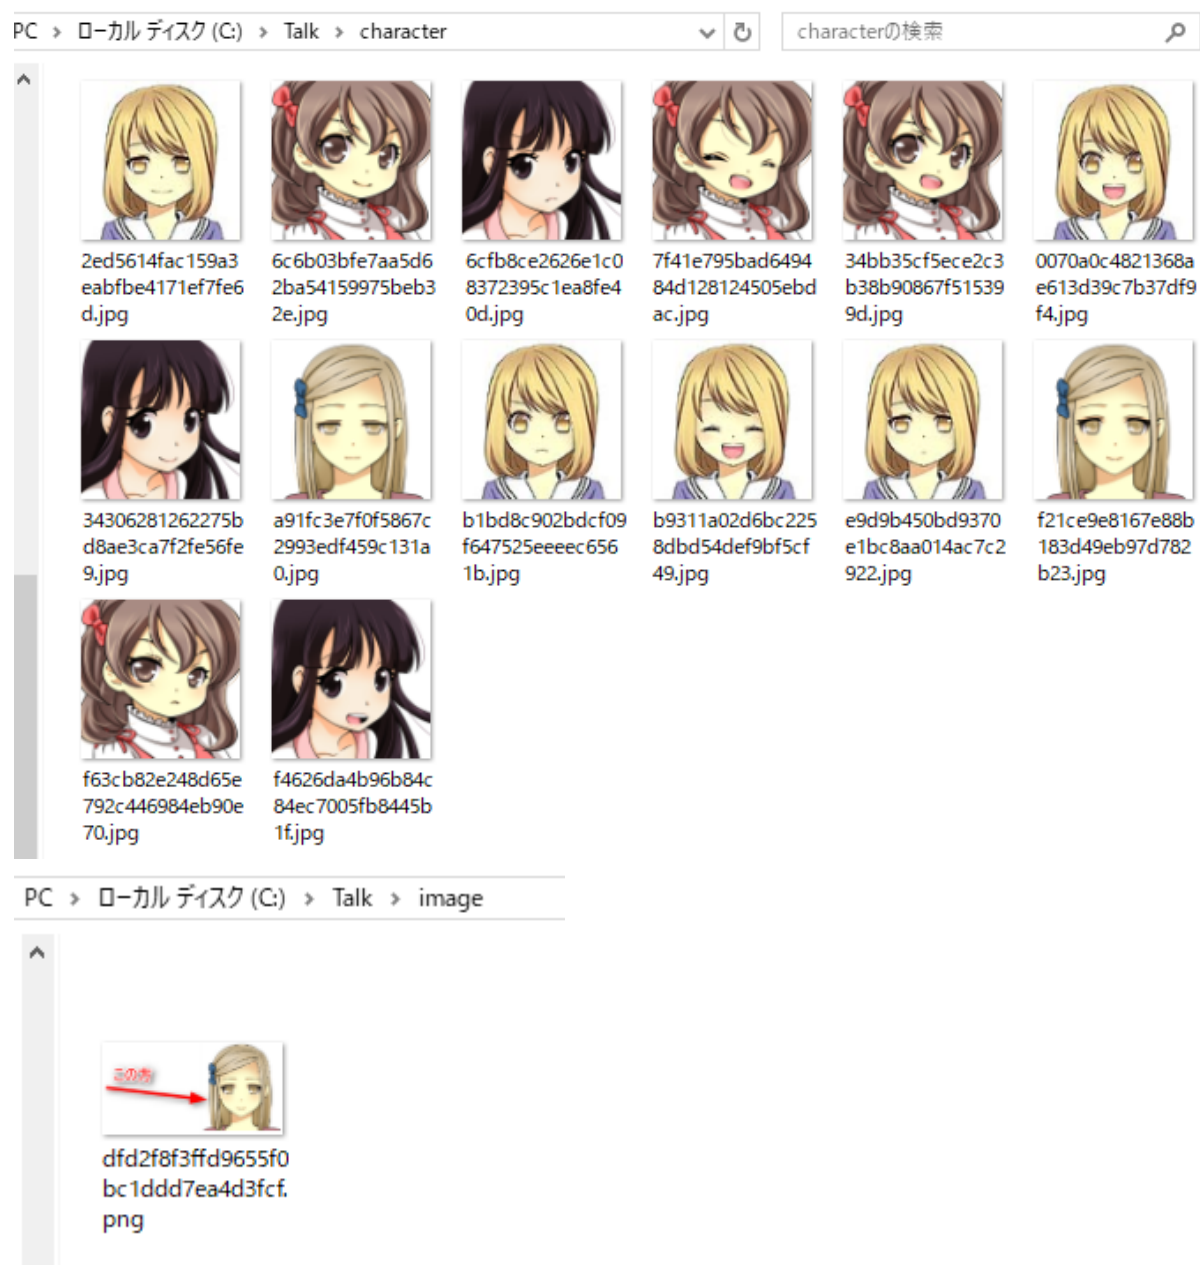 PC > ローカル ディスク (C:) > Talk > character
characterの検索
2ed5614fac159a3
eabfbe4171ef7fe6
d.jpg
6c6b03bfe7aa5d6
2ba54159975beb3
2e.jpg
6cfb8ce2626e1c0
8372395c1ea8fe4
0d.jpg
7f41e795bad6494
84d128124505ebd
ac.jpg
34bb35cf5ece2c3
b38b90867f51539
9d.jpg
0070a0c4821368a
e613d39c7b37df9
f4.jpg
34306281262275b
d8ae3ca7f2fe56fe
9.jpg
a91fc3e7f0f5867c
2993edf459c131a
0.jpg
b1bd8c902bdcf09
f647525eeeec656
1b.jpg
b9311a02d6bc225
8dbd54def9bf5cf
49.jpg
e9d9b450bd9370
e1bc8aa014ac7c2
922.jpg
f21ce9e8167e88b
183d49eb97d782
b23.jpg
f63cb82e248d65e
792c446984eb90e
70.jpg
f4626da4b96b84c
84ec7005fb8445b
1f.jpg
PC > ローカル ディスク (C:) > Talk > image
dfd2f8f3ffd9655f0
bc1ddd7ea4d3fcf.
png